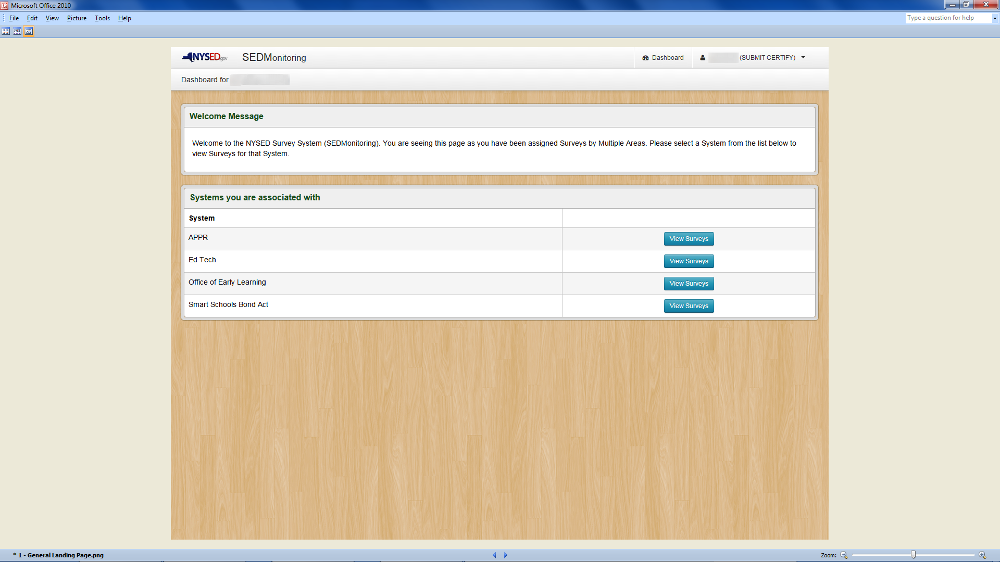 Microsoft Office 2010
File Edit View Picture Tools Help
Type a question for help
NYSED.gov SEDMonitoring Dashboard (SUBMIT CERTIFY)
Dashboard for
Welcome Message
Welcome to the NYSED Survey System (SEDMonitoring). You are seeing this page as you have been assigned Surveys by Multiple Areas. Please select a System from the list below to
view Surveys for that System.
Systems you are associated with
System
APPR View Surveys
Ed Tech View Surveys
Office of Early Learning View Surveys
Smart Schools Bond Act View Surveys
* 1 - General Landing Page.png Zoom: